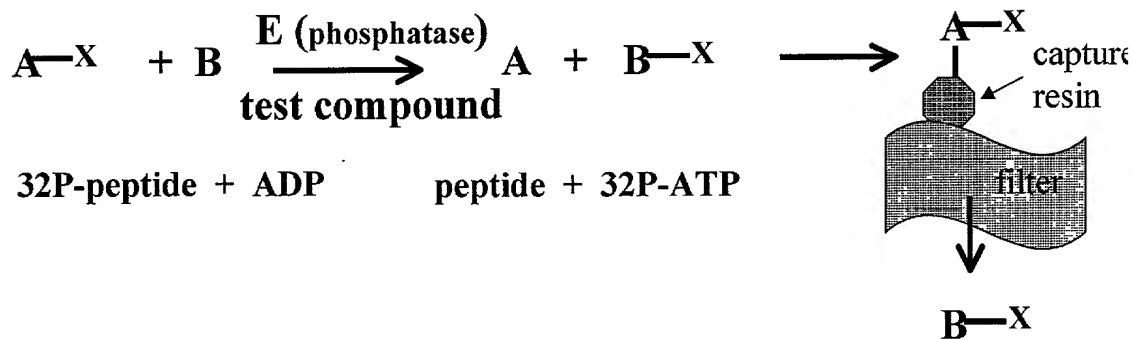 A—X + B E (phosphatase) A + B—X A—X
test compound
capture
resin
32P-peptide + ADP peptide + 32P-ATP
filter
B—X